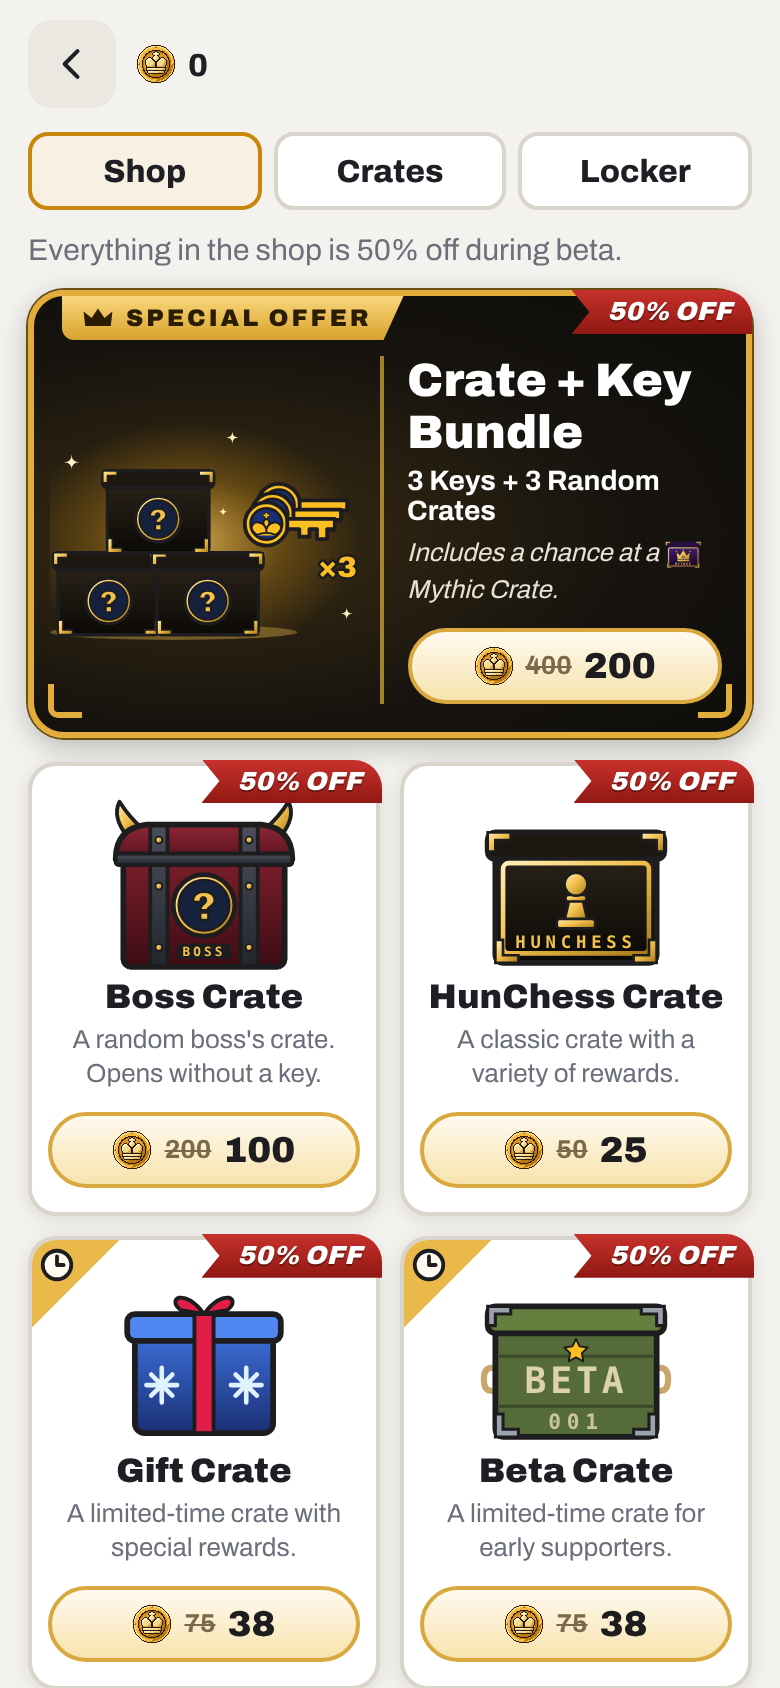 0
Shop
Crates
Locker
Everything in the shop is 50% off during beta.
SPECIAL OFFER
50% OFF
Crate + Key
Bundle
3 Keys + 3 Random
Crates
Includes a chance at a
Mythic Crate.
?
×3
? ?
400 200
50% OFF
?
BOSS
Boss Crate
A random boss's crate.
Opens without a key.
200 100
50% OFF
HUNCHESS
HunChess Crate
A classic crate with a
variety of rewards.
50 25
50% OFF
Gift Crate
A limited-time crate with
special rewards.
75 38
50% OFF
BETA
001
Beta Crate
A limited-time crate for
early supporters.
75 38